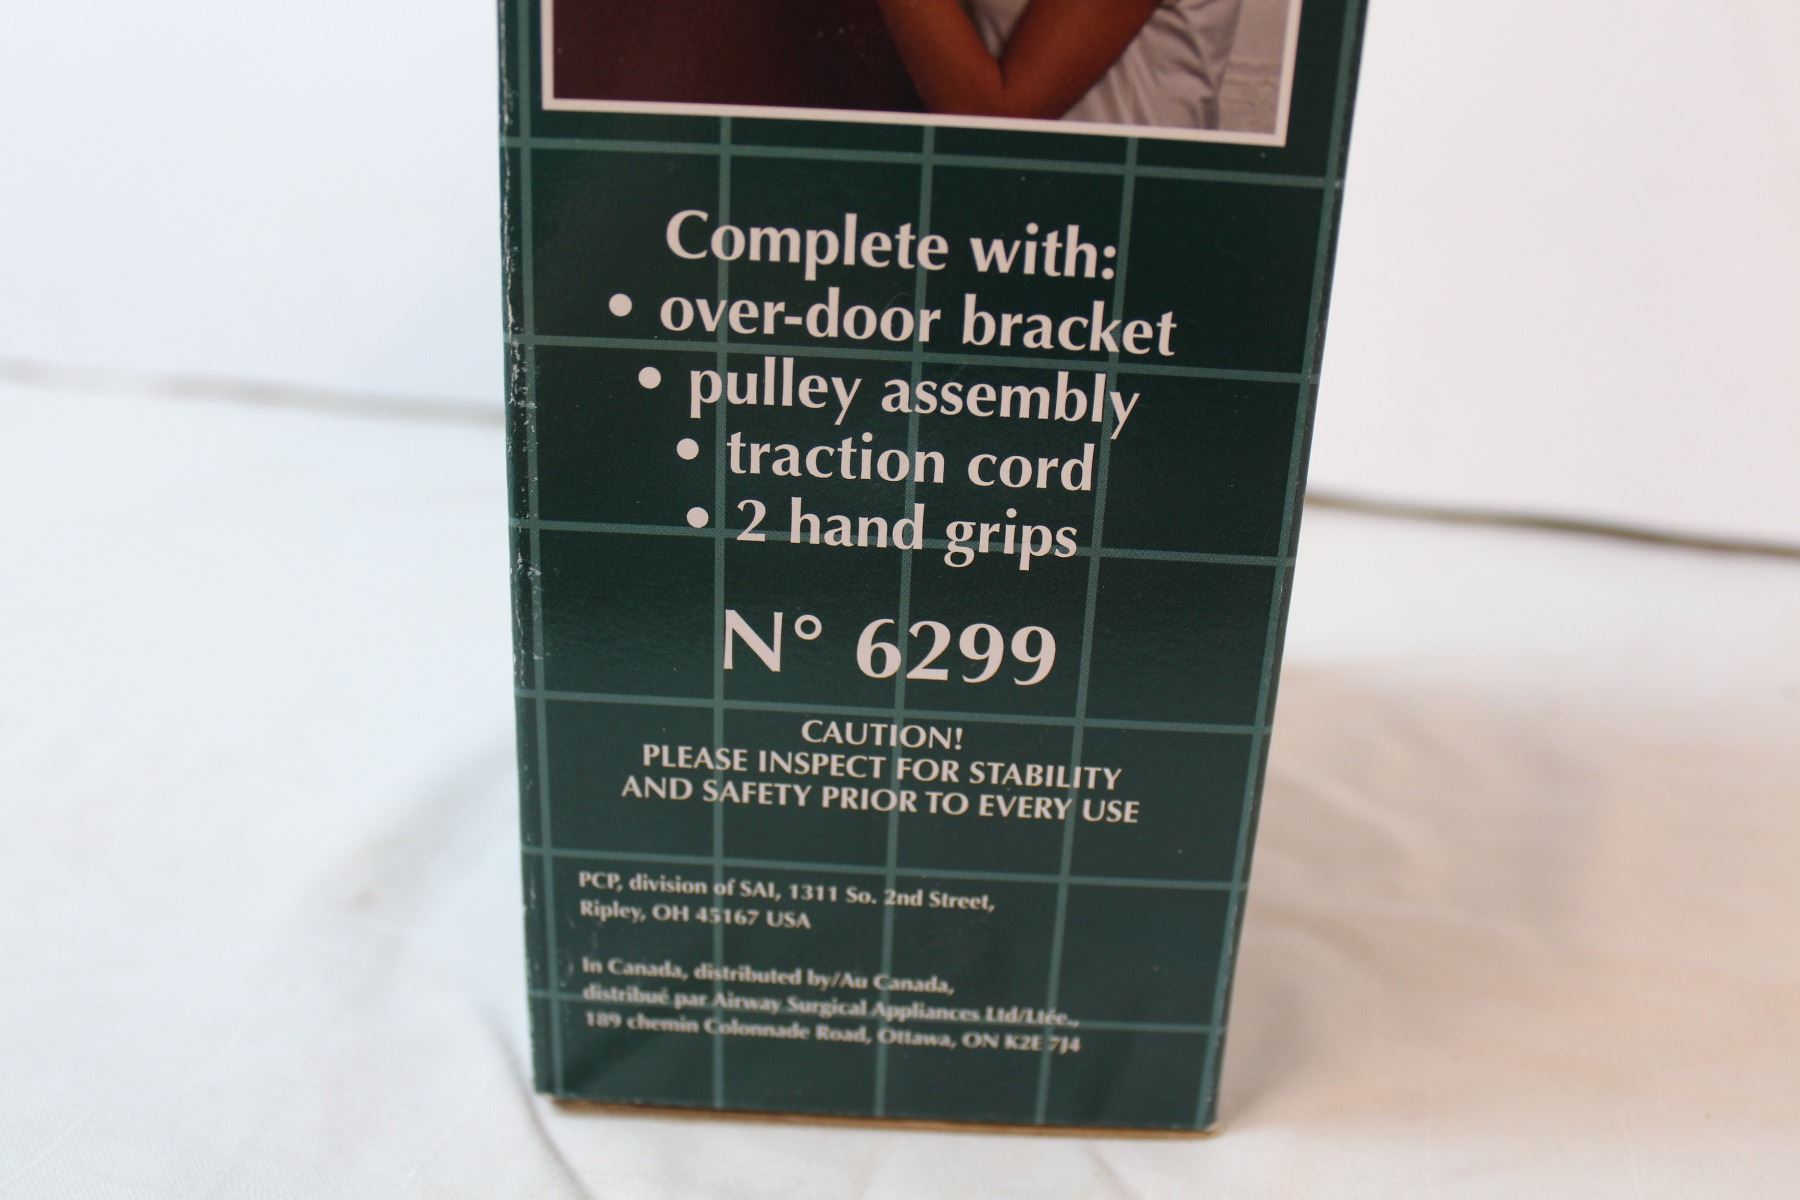 Complete with:
• over-door bracket
• pulley assembly
• traction cord
• 2 hand grips
N° 6299
CAUTION!
PLEASE INSPECT FOR STABILITY
AND SAFETY PRIOR TO EVERY USE
PCP, division of SAI, 1311 So. 2nd Street,
Ripley, OH 45167 USA
In Canada, distributed by/Au Canada,
distribué par Airway Surgical Appliances Ltd/Ltée.,
189 chemin Colonnade Road, Ottawa, ON K2E 7J4